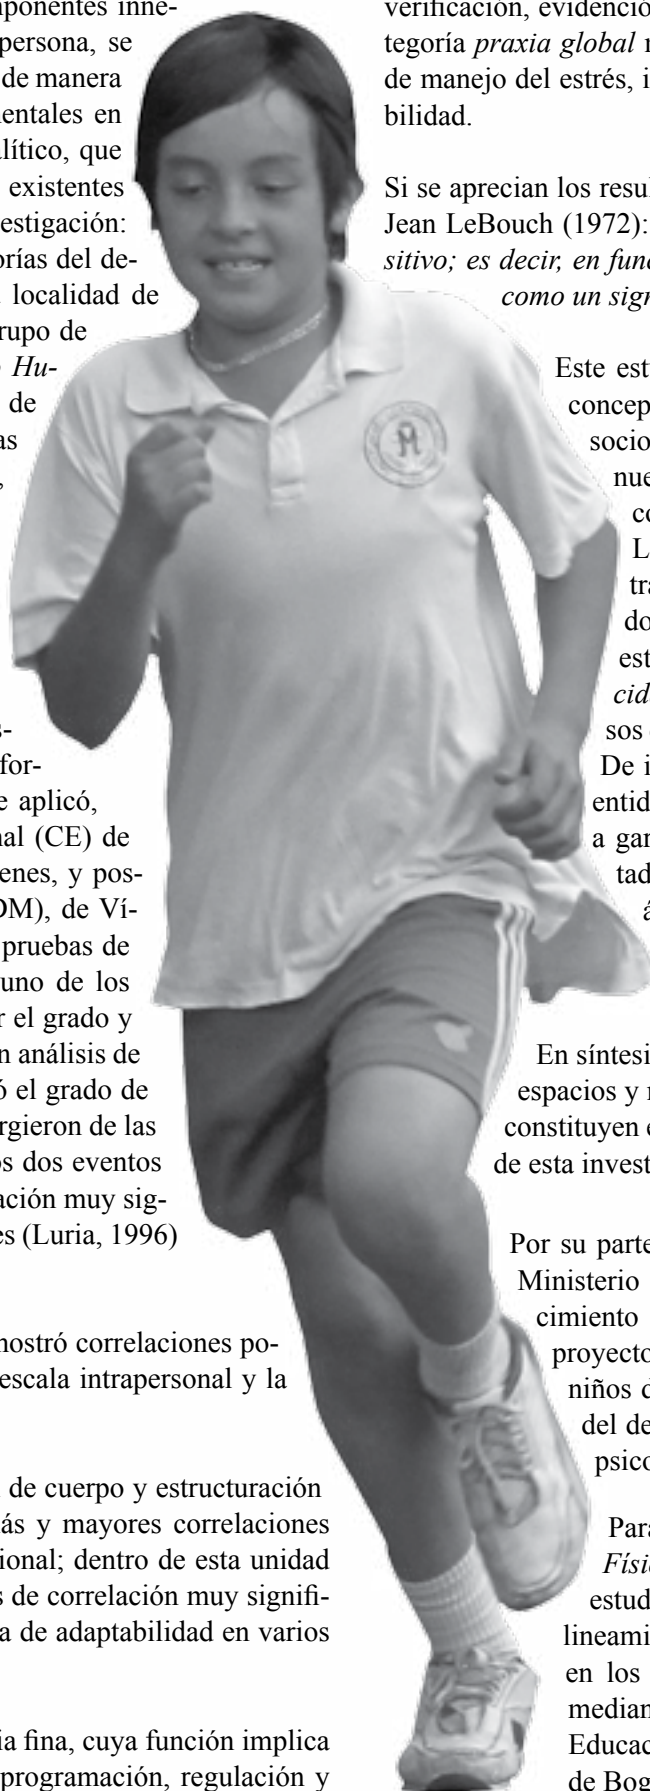 mponentes inne-
persona, se
de manera
entales en
lítico, que
existentes
estigación:
orías del de-
localidad de
rupo de
Hu-
de
as
,
s-
for-
e aplicó,
nal (CE) de
enes, y pos-
DM), de Ví-
pruebas de
uno de los
r el grado y
n análisis de
ó el grado de
rgieron de las
os dos eventos
ación muy sig-
es (Luria, 1996)
nostró correlaciones po-
escala intrapersonal y la
de cuerpo y estructuración
ás y mayores correlaciones
ional; dentro de esta unidad
s de correlación muy signifi-
a de adaptabilidad en varios
ia fina, cuya función implica
programación, regulación y
verificación, evidenció
tegoría praxia global
de manejo del estrés, i
bilidad.
Si se aprecian los resul
Jean LeBouch (1972):
sitivo; es decir, en fund
como un sign
Este est
concep
socio
nue
co
L
tra
do
est
cid
sos
De i
entid
a gar
tad
á
En síntesi
espacios y r
constituyen e
de esta invest
Por su parte
Ministerio
cimiento
proyecto
niños d
del de
psico
Para
Físi
estud
lineami
en los
median
Educac
de Bog